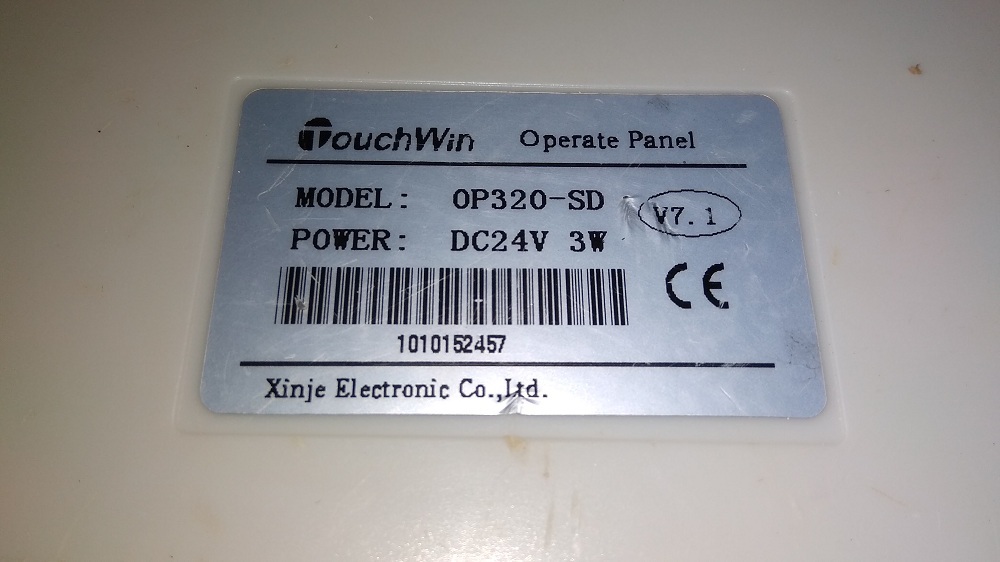 TouchWin Operate Panel
MODEL: OP320-SD V7.1
POWER: DC24V 3W
CE
1010152457
Xinje Electronic Co.,Ltd.